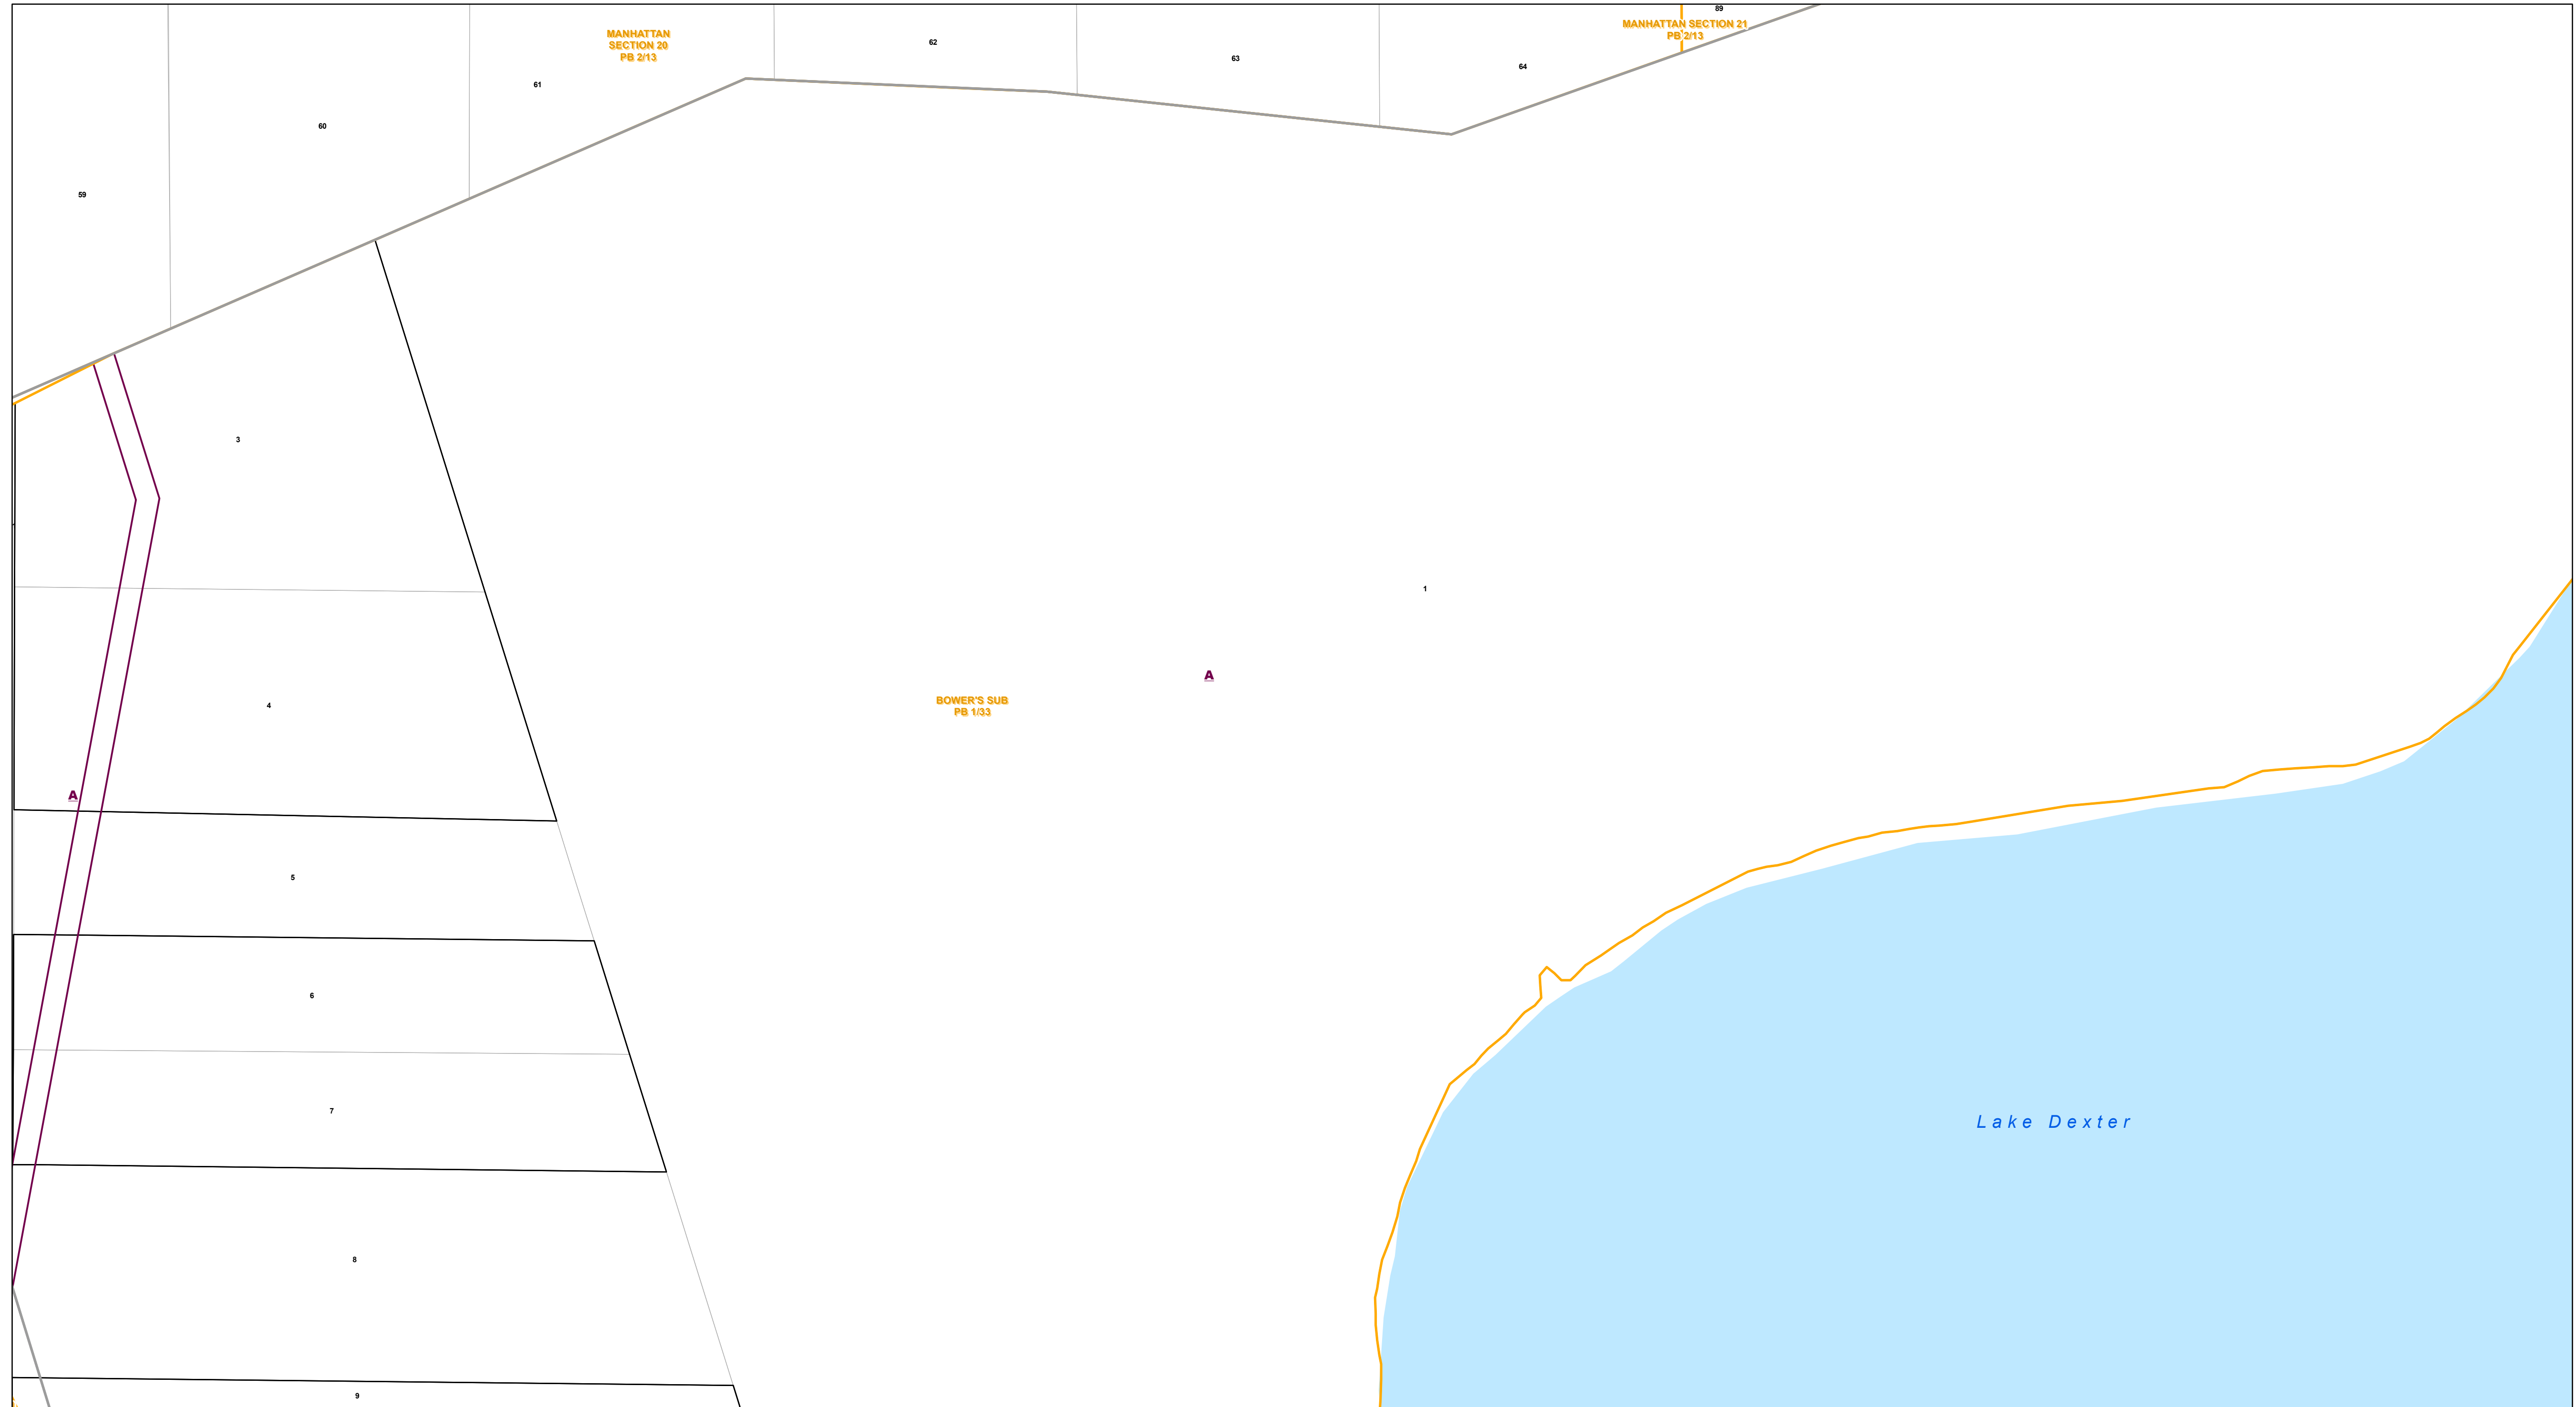 89
MANHATTAN SECTION 21
PB 2/13
MANHATTAN
SECTION 20
PB 2/13
62
63
64
61
60
59
3
1
A
BOWER'S SUB
PB 1/33
4
A
5
6
7
Lake Dexter
8
9